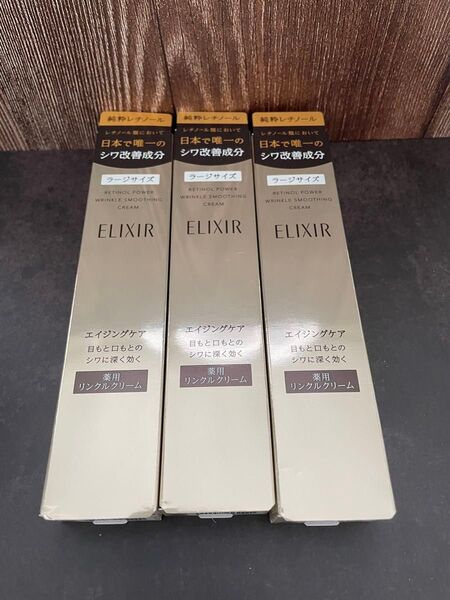 純粋レチノール
レチノール類において
日本で唯一の
シワ改善成分
ラージサイズ
RETINOL POWER
WRINKLE SMOOTHING
CREAM
ELIXIR
エイジングケア
目もと口もとの
シワに深く効く
薬用
リンクルクリーム
純粋レチノール
レチノール類において
日本で唯一の
シワ改善成分
ラージサイズ
RETINOL POWER
WRINKLE SMOOTHING
CREAM
ELIXIR
エイジングケア
目もと口もとの
シワに深く効く
薬用
リンクルクリーム
純粋レチノール
レチノール類において
日本で唯一の
シワ改善成分
ラージサイズ
RETINOL POWER
WRINKLE SMOOTHING
CREAM
ELIXIR
エイジングケア
目もと口もとの
シワに深く効く
薬用
リンクルクリーム